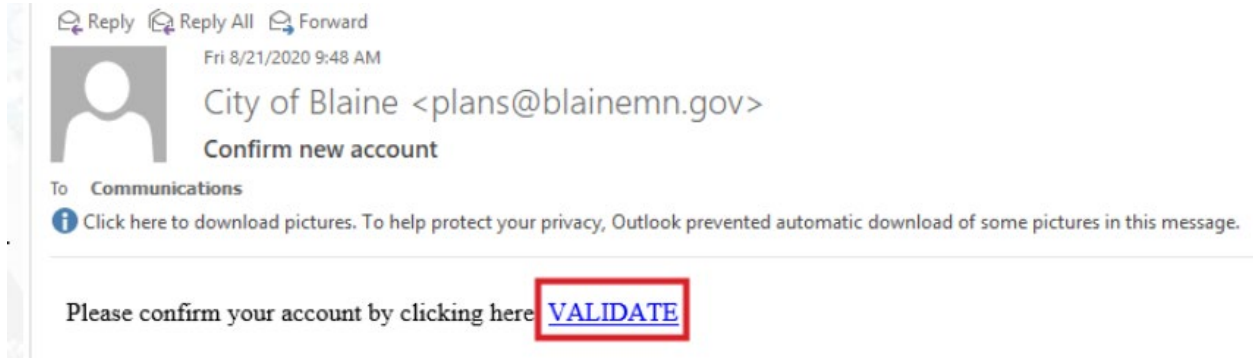 Reply Reply All Forward
Fri 8/21/2020 9:48 AM
City of Blaine <plans@blainemn.gov>
Confirm new account
To Communications
Click here to download pictures. To help protect your privacy, Outlook prevented automatic download of some pictures in this message.
Please confirm your account by clicking here VALIDATE